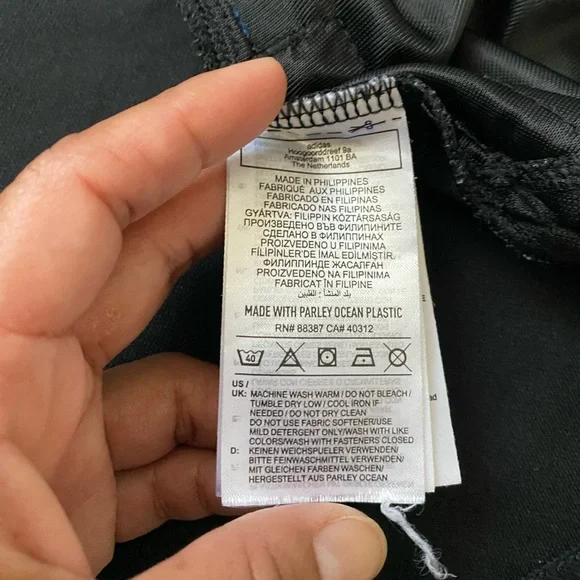 adidas
Hoogoorddreef 9a
Amsterdam 1101 BA
The Netherlands
MADE IN PHILIPPINES
FABRIQUÉ AUX PHILIPPINES
FABRICADO EN FILIPINAS
FABRICADO NAS FILIPINAS
GYÁRTVA: FILIPPIN KÖZTÁRSASÁG
ПРОИЗВЕДЕНО ВЪВ ФИЛИПИНИТЕ
СДЕЛАНО В ФИЛИППИНАХ
PROIZVEDENO U FILIPINIMA
FİLİPİNLER'DE İMAL EDİLMİŞTİR.
ФИЛИППИНДЕ ЖАСАЛҒАН
PROIZVEDENO NA FILIPINIMA
FABRICAT ÎN FILIPINE
بلد المنشأ : الفلبين
MADE WITH PARLEY OCEAN PLASTIC
RN# 88387 CA# 40312
40
US /
UK: MACHINE WASH WARM / DO NOT BLEACH /
TUMBLE DRY LOW / COOL IRON IF
NEEDED / DO NOT DRY CLEAN
DO NOT USE FABRIC SOFTENER/USE
MILD DETERGENT ONLY/WASH WITH LIKE
COLORS/WASH WITH FASTENERS CLOSED
D: KEINEN WEICHSPUELER VERWENDEN/
BITTE FEINWASCHMITTEL VERWENDEN/
MIT GLEICHEN FARBEN WASCHEN/
HERGESTELLT AUS PARLEY OCEAN